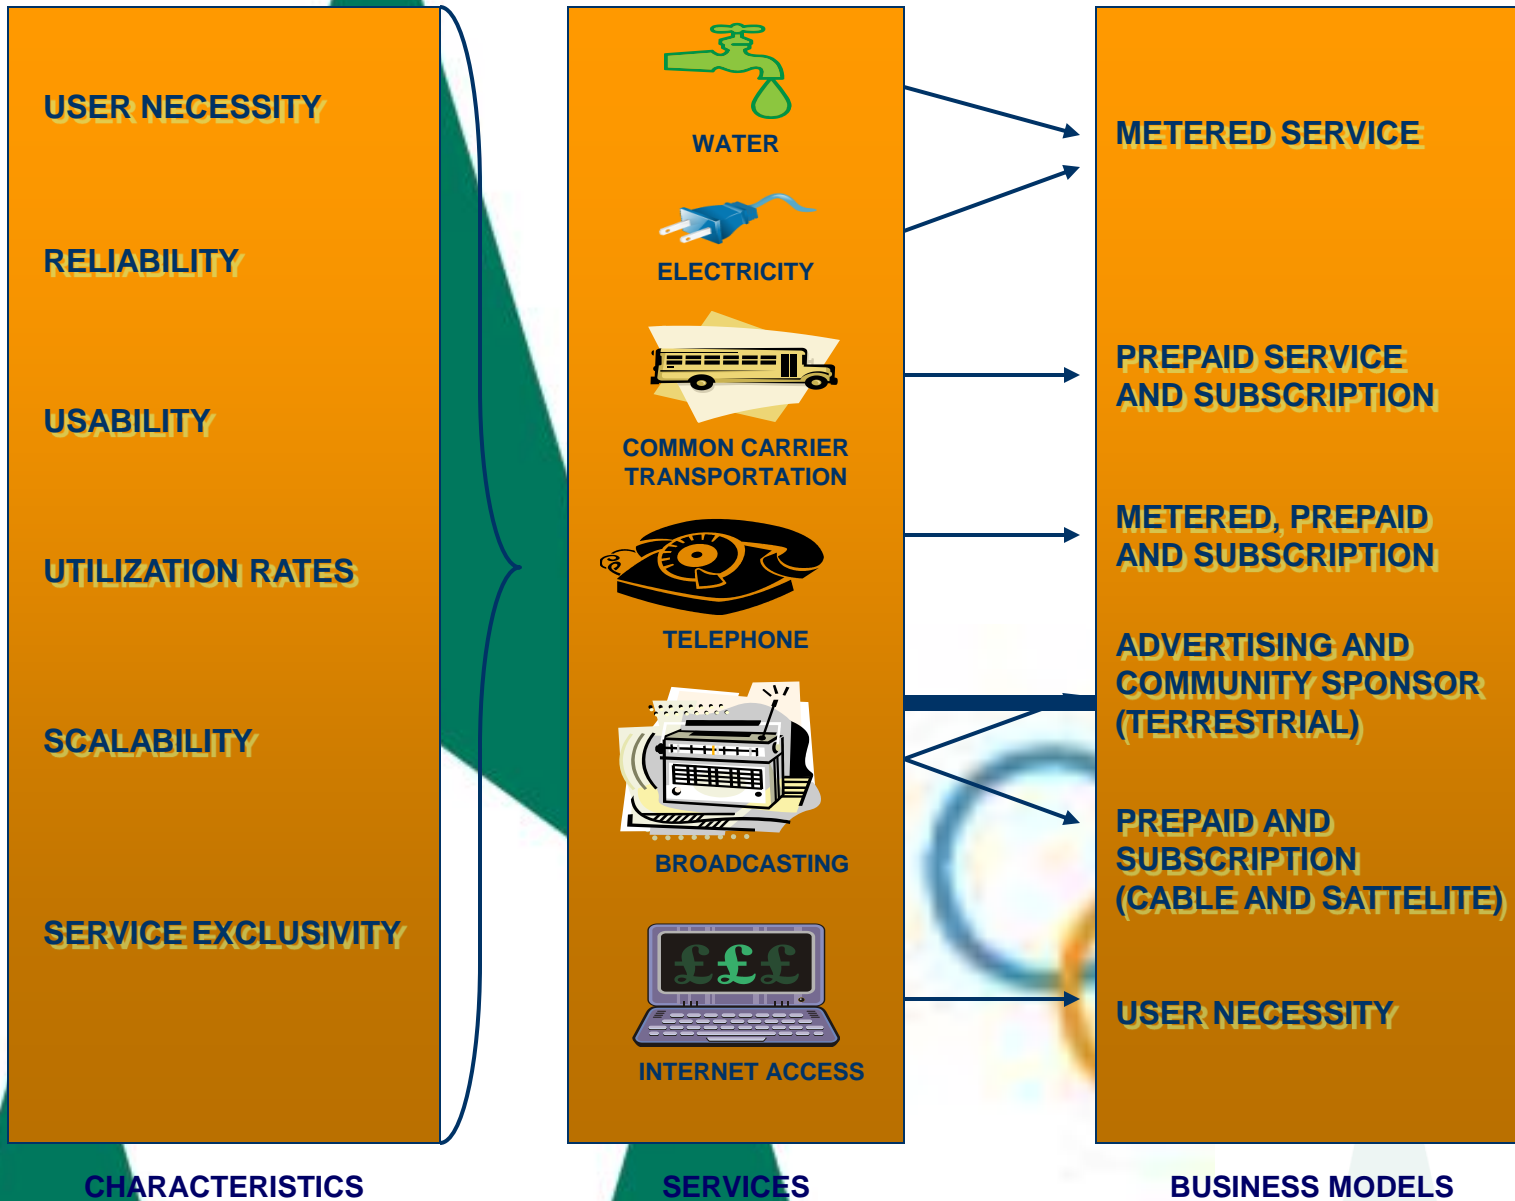 USER NECESSITY
RELIABILITY
USABILITY
UTILIZATION RATES
SCALABILITY
SERVICE EXCLUSIVITY
CHARACTERISTICS
WATER
ELECTRICITY
COMMON CARRIER
TRANSPORTATION
TELEPHONE
BROADCASTING
£££
INTERNET ACCESS
SERVICES
METERED SERVICE
PREPAID SERVICE
AND SUBSCRIPTION
METERED, PREPAID
AND SUBSCRIPTION
ADVERTISING AND
COMMUNITY SPONSOR
(TERRESTRIAL)
PREPAID AND
SUBSCRIPTION
(CABLE AND SATTELITE)
USER NECESSITY
BUSINESS MODELS